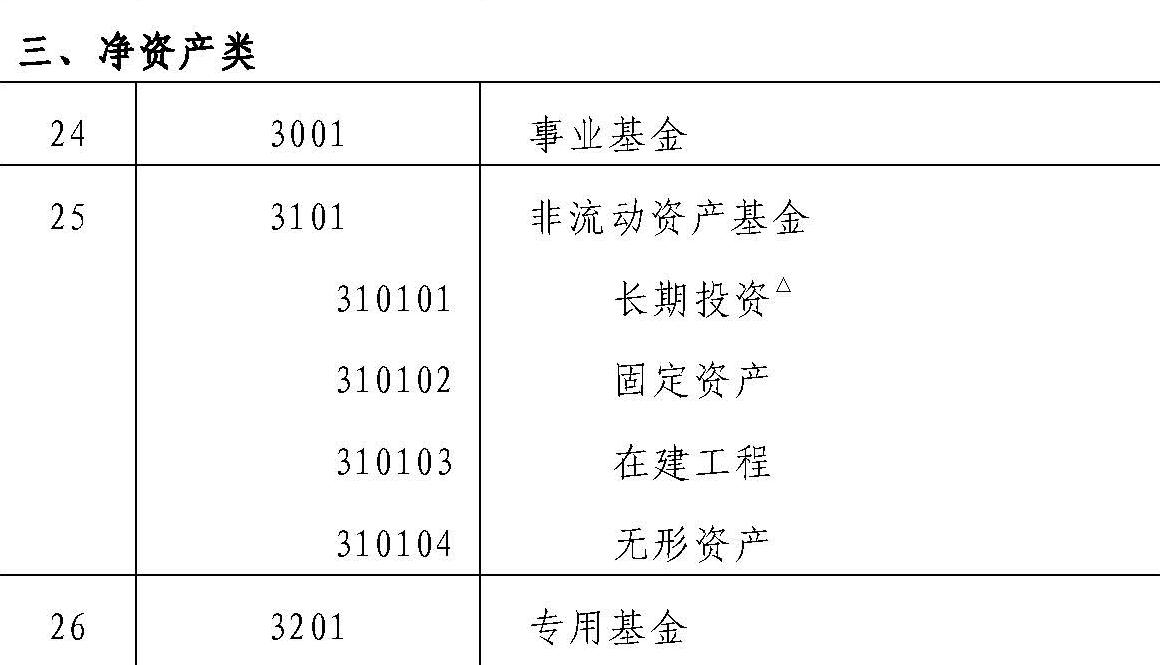 三、净资产类
24 3001 事业基金
25 3101 非流动资产基金
310101 长期投资△
310102 固定资产
310103 在建工程
310104 无形资产
26 3201 专用基金